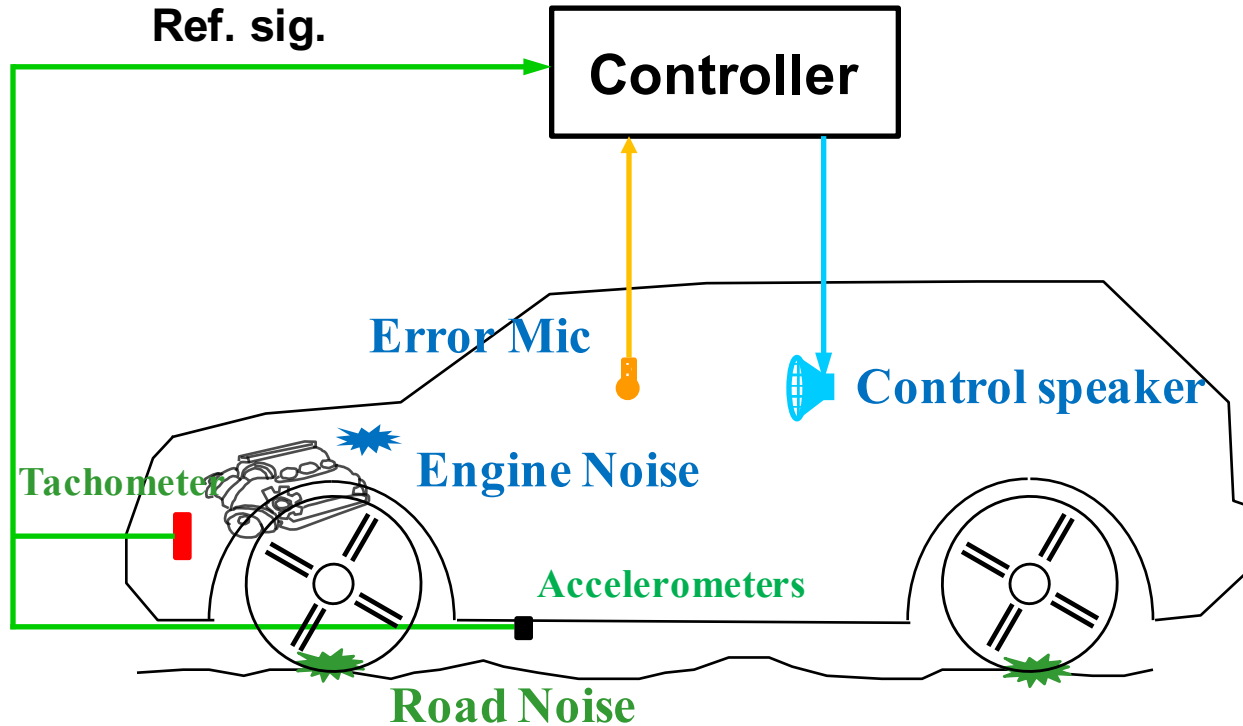 Ref. sig.
Controller
Error Mic
Control speaker
Engine Noise
Tachometer
Accelerometers
Road Noise